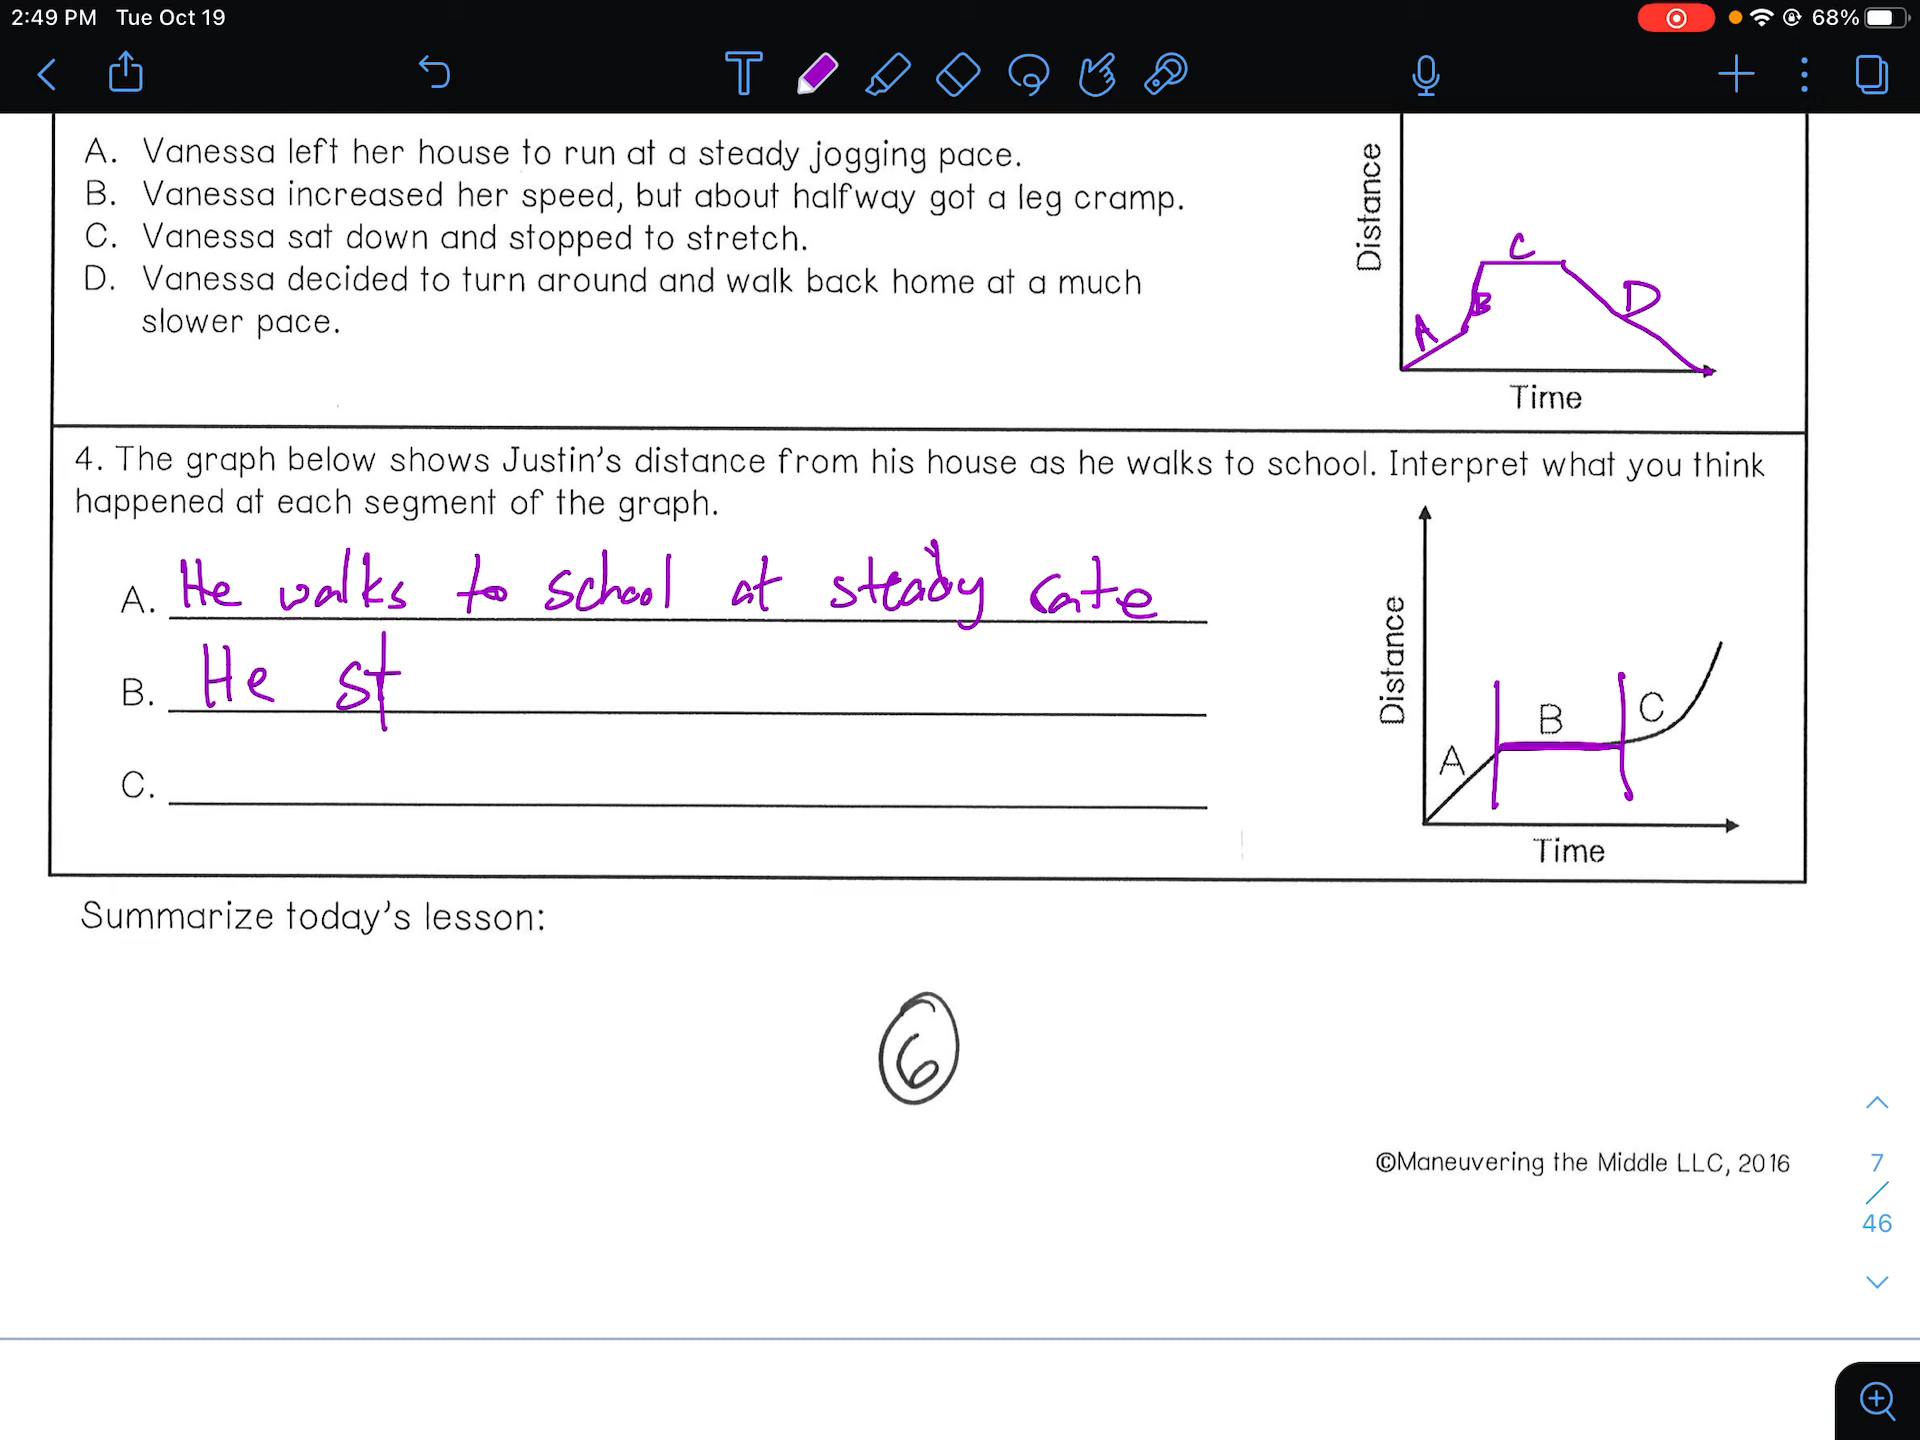 2:49 PM Tue Oct 19
68%
A. Vanessa left her house to run at a steady jogging pace.
B. Vanessa increased her speed, but about halfway got a leg cramp.
C. Vanessa sat down and stopped to stretch.
D. Vanessa decided to turn around and walk back home at a much
slower pace.
Distance
A
B
C
D
Time
4. The graph below shows Justin's distance from his house as he walks to school. Interpret what you think
happened at each segment of the graph.
A. He walks to school at steady rate
B. He st
C.
Distance
A
B
C
Time
Summarize today's lesson:
6
©Maneuvering the Middle LLC, 2016
7
/
46